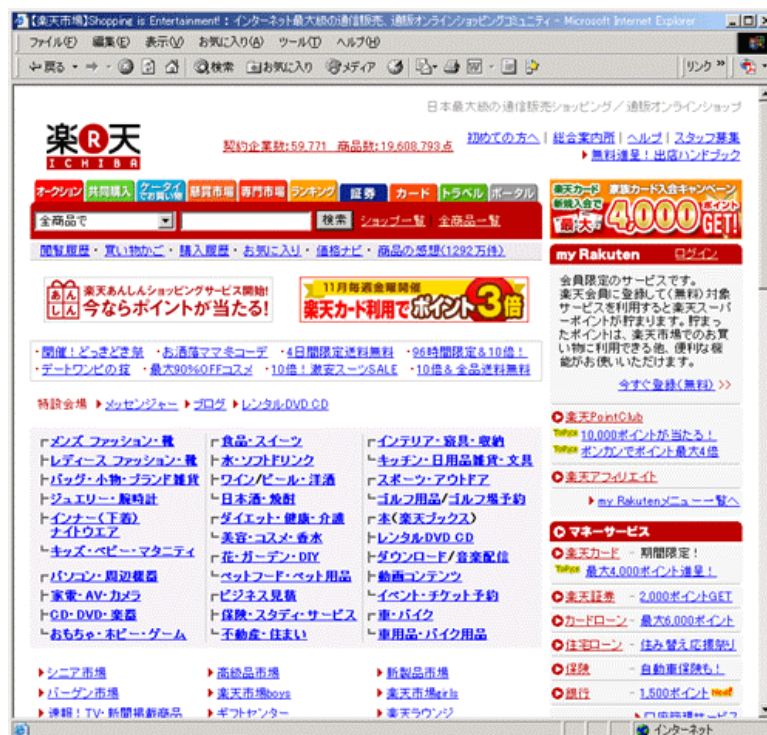 【楽天市場】Shopping is Entertainment! : インターネット最大級の通信販売、通販オンラインショッピングコミュニティ - Microsoft Internet Explorer
ファイル(F) 編集(E) 表示(V) お気に入り(A) ツール(T) ヘルプ(H)
戻る 検索 お気に入り メディア リンク »
日本最大級の通信販売ショッピング／通販オンラインショップ
楽R天
ICHIBA
契約企業数:59,771 商品数:19,608,793点
初めての方へ | 総合案内所 | ヘルプ | スタッフ募集
無料進呈！出店ハンドブック
オークション 共同購入 ケータイでお買い物 懸賞市場 専門市場 ランキング 証券 カード トラベル ポータル
全商品で 検索 ショップ一覧 全商品一覧
閲覧履歴・買い物かご・購入履歴・お気に入り・価格ナビ・商品の感想(1292万件)
楽天カード新規入会で最大 家族カード入会キャンペーン 4,000ポイントGET!
あんしん 楽天あんしんショッピングサービス開始!
今ならポイントが当たる!
11月毎週金曜開催
楽天カード利用でポイント3倍
my Rakuten ログイン
会員限定のサービスです。
楽天会員に登録して(無料)対象
サービスを利用すると楽天スーパ
ーポイントが貯まります。貯まっ
たポイントは、楽天市場でのお買
い物に利用できる他、便利な機
能がお使いいただけます。
今すぐ登録(無料) >>
・開催！どっきどき祭 ・お洒落ママ冬コーデ ・4日間限定送料無料 ・96時間限定&10倍！
・デートワンピの掟 ・最大90%OFFコスメ ・10倍！激安スーツSALE ・10倍&全品送料無料
特設会場 メッセンジャー ブログ レンタルDVD CD
メンズ ファッション・靴
レディース ファッション・靴
バッグ・小物・ブランド雑貨
ジュエリー・腕時計
インナー(下着)
ナイトウエア
キッズ・ベビー・マタニティ
パソコン・周辺機器
家電・AV・カメラ
CD・DVD・楽器
おもちゃ・ホビー・ゲーム
食品・スイーツ
水・ソフトドリンク
ワイン/ビール・洋酒
日本酒・焼酎
ダイエット・健康・介護
美容・コスメ・香水
花・ガーデン・DIY
ペットフード・ペット用品
ビジネス見積
保険・スタディ・サービス
不動産・住まい
インテリア・寝具・収納
キッチン・日用品雑貨・文具
スポーツ・アウトドア
ゴルフ用品/ゴルフ場予約
本(楽天ブックス)
レンタルDVD CD
ダウンロード/音楽配信
動画コンテンツ
イベント・チケット予約
車・バイク
車用品・バイク用品
楽天PointClub
Topics 10,000ポイントが当たる！
Topics ポンカンでポイント最大4倍
楽天アフィリエイト
my Rakutenメニュー一覧へ
マネーサービス
楽天カード - 期間限定！
Topics 最大4,000ポイント進呈！
楽天証券 - 2,000ポイントGET
カードローン - 最大6,000ポイント
住宅ローン - 住み替え応援祭り
保険 - 自動車保険も！
銀行 - 1,500ポイント New!
口座管理サービス
シニア市場 高級品市場 新製品市場
バーゲン市場 楽天市場boys 楽天市場girls
速報！TV・新聞掲載商品 ギフトセンター 楽天ラウンジ
インターネット